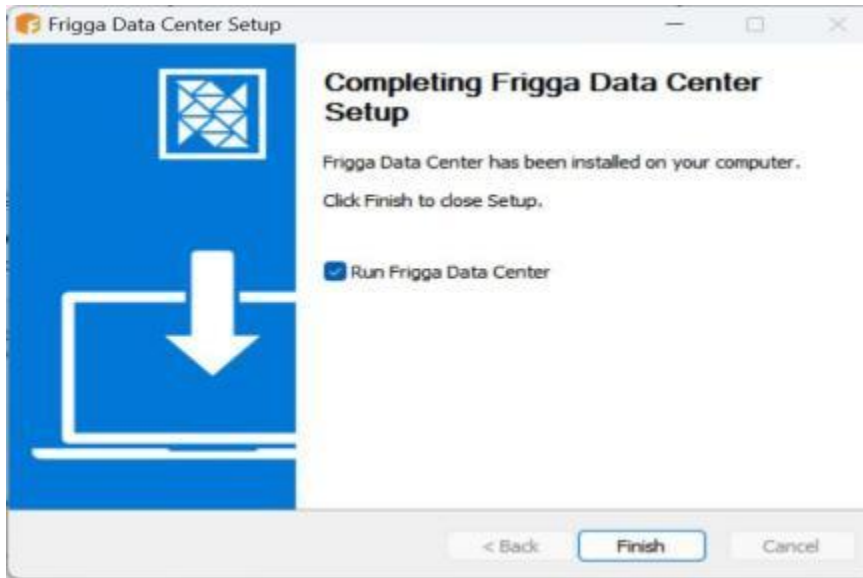 Frigga Data Center Setup
Completing Frigga Data Center
Setup
Frigga Data Center has been installed on your computer.
Click Finish to close Setup.
Run Frigga Data Center
< Back
Finish
Cancel